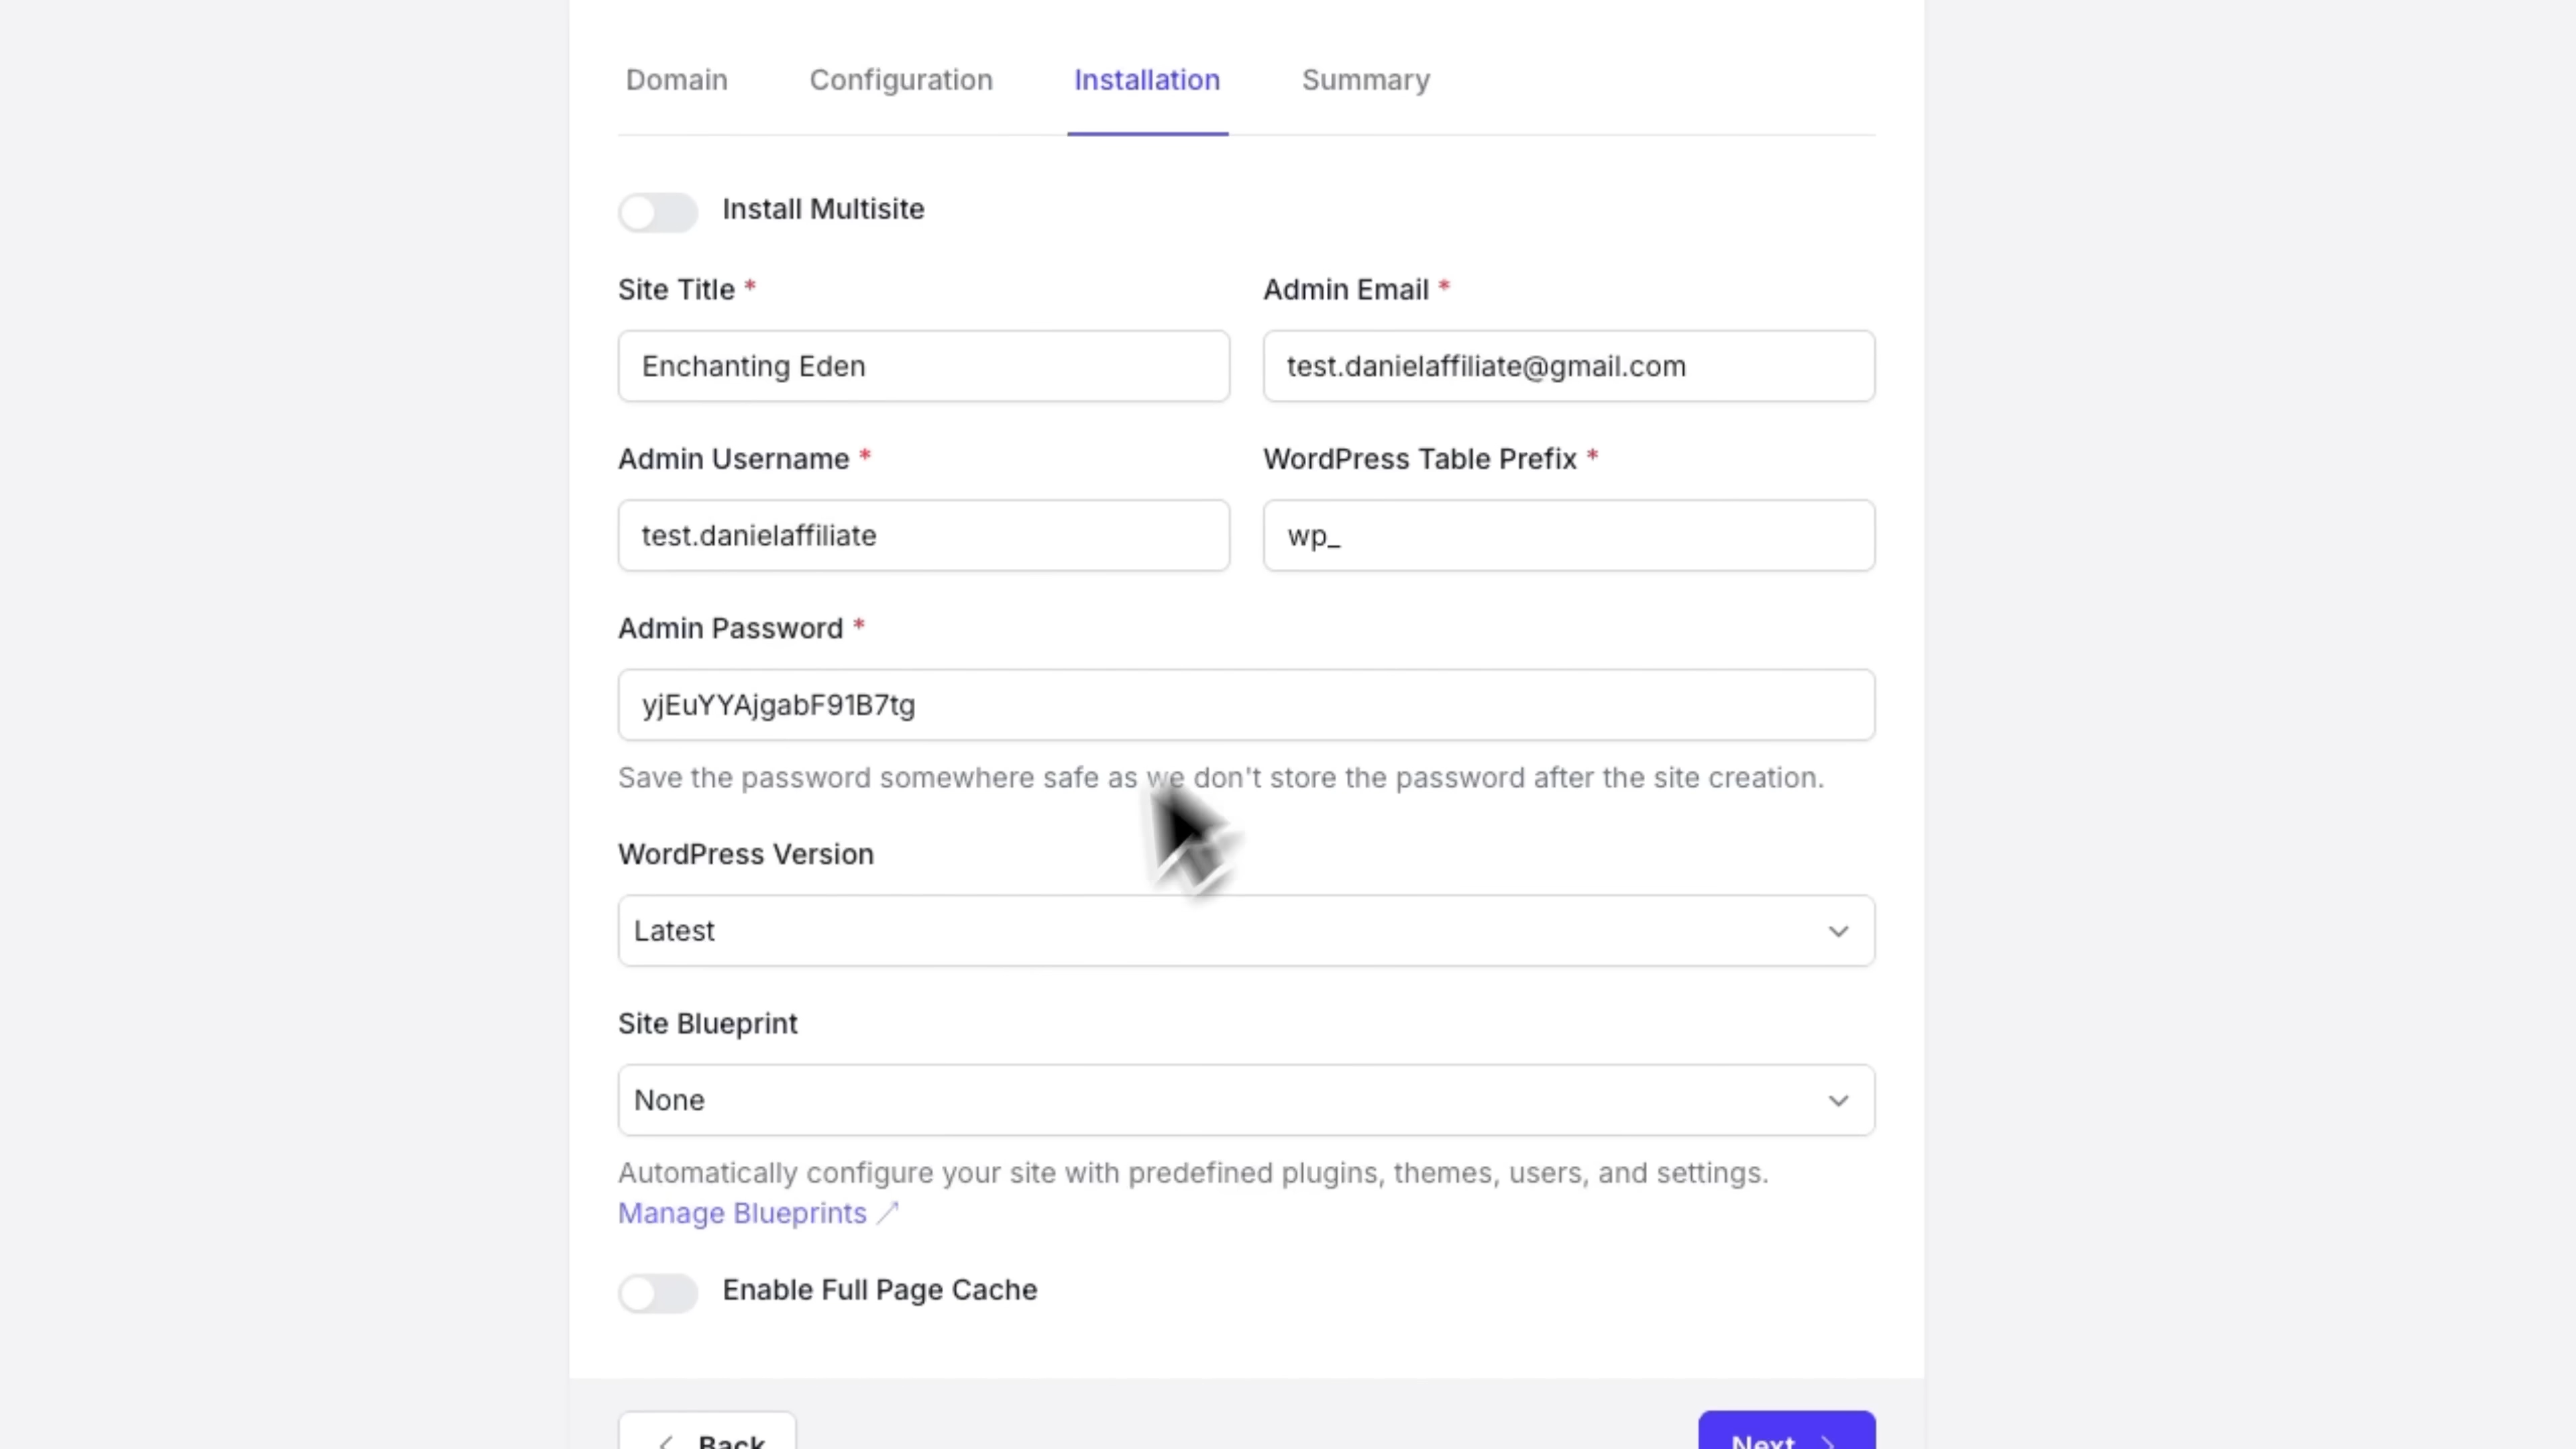 Domain Configuration Installation Summary
Install Multisite
Site Title * Admin Email *
Enchanting Eden test.danielaffiliate@gmail.com
Admin Username * WordPress Table Prefix *
test.danielaffiliate wp_
Admin Password *
yjEuYYAjgabF91B7tg
Save the password somewhere safe as we don't store the password after the site creation.
WordPress Version
Latest
Site Blueprint
None
Automatically configure your site with predefined plugins, themes, users, and settings.
Manage Blueprints ↗
Enable Full Page Cache
Back Next